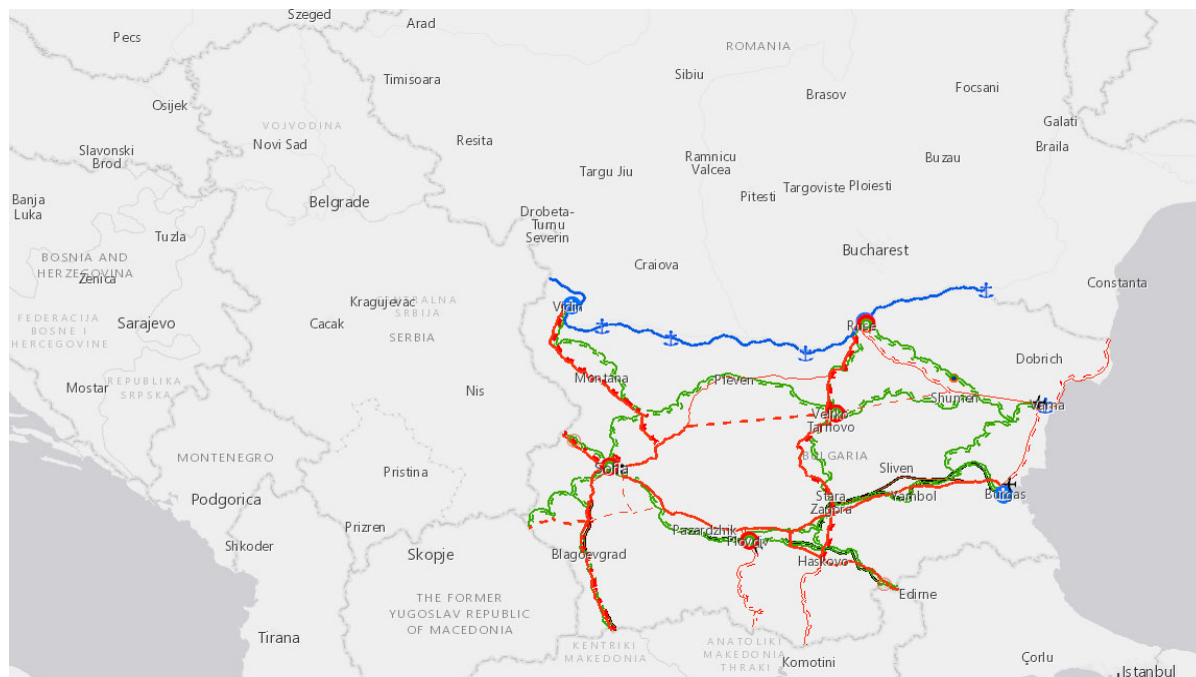 Szeged
Arad
Pecs
ROMANIA
Timisoara
Sibiu
Brasov
Focsani
Osijek
Galati
VOJVODINA
Novi Sad
Resita
Braila
Slavonski
Brod
Ramnicu
Valcea
Buzau
Targu Jiu
Targoviste
Ploiesti
Pitesti
Banja
Luka
Belgrade
Drobeta-
Turnu
Severin
Tuzla
Bucharest
BOSNIA AND
HERZEGOVINA
Zenica
Craiova
Constanta
Kragujevac
SRBIJA
Vidin
FEDERACIJA
BOSNE I
HERCEGOVINE
Sarajevo
Cacak
SERBIA
Ruse
Dobrich
Mostar
REPUBLIKA
SRPSKA
Montana
Pleven
Nis
Shumen
Varna
Veliko
Tarnovo
MONTENEGRO
BULGARIA
Pristina
Sofia
Sliven
Podgorica
Stara
Zagora
Yambol
Burgas
Prizren
Pazardzhik
Plovdiv
Shkoder
Skopje
Blagoevgrad
Haskovo
Edirne
THE FORMER
YUGOSLAV REPUBLIC
OF MACEDONIA
Tirana
KENTRIKI
MAKEDONIA
ANATOLIKI
MAKEDONIA
THRAKI
Komotini
Çorlu
Istanbul